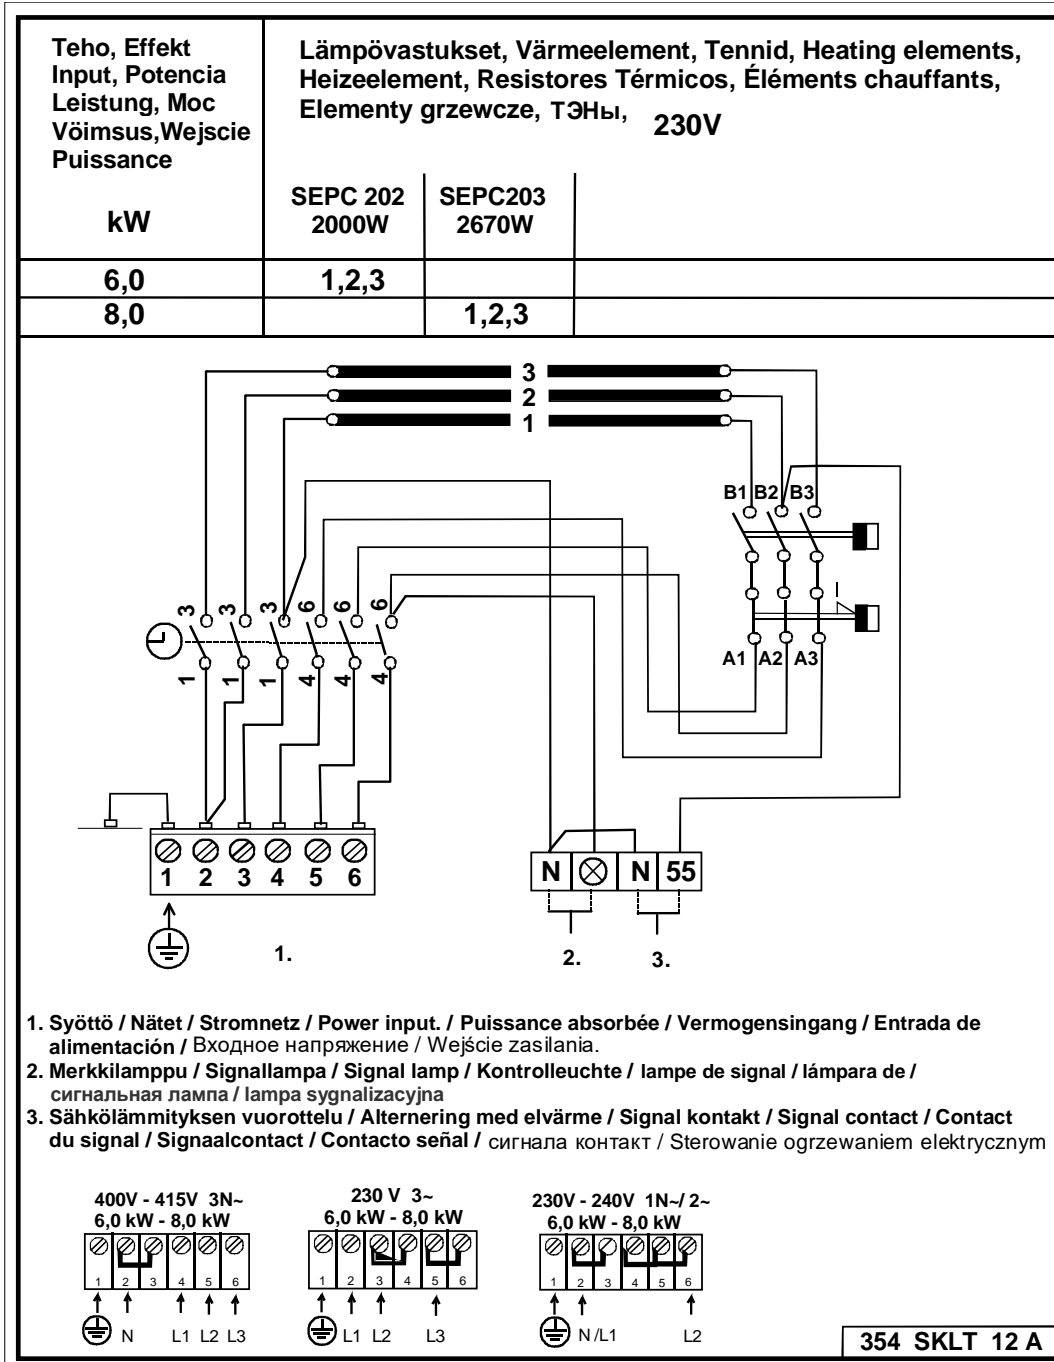 Teho, Effekt
Input, Potencia
Leistung, Moc
Vöimsus,Wejscie
Puissance
kW
Lämpövastukset, Värmeelement, Tennid, Heating elements,
Heizeelement, Resistores Térmicos, Éléments chauffants,
Elementy grzewcze, ТЭНы, 230V
SEPC 202
2000W
SEPC203
2670W
6,0 1,2,3
8,0 1,2,3
3
2
1
B1 B2 B3
3 3 3 6 6 6
A1 A2 A3
1 1 1 4 4 4
1 2 3 4 5 6
N N 55
1. 2. 3.
1. Syöttö / Nätet / Stromnetz / Power input. / Puissance absorbée / Vermogensingang / Entrada de
alimentación / Входное напряжение / Wejście zasilania.
2. Merkkilamppu / Signallampa / Signal lamp / Kontrolleuchte / lampe de signal / lámpara de /
сигнальная лампа / lampa sygnalizacyjna
3. Sähkölämmityksen vuorottelu / Alternering med elvärme / Signal kontakt / Signal contact / Contact
du signal / Signaalcontact / Contacto señal / сигнала контакт / Sterowanie ogrzewaniem elektrycznym
400V - 415V 3N~
6,0 kW - 8,0 kW
1 2 3 4 5 6
N L1 L2 L3
230 V 3~
6,0 kW - 8,0 kW
1 2 3 4 5 6
L1 L2 L3
230V - 240V 1N~/ 2~
6,0 kW - 8,0 kW
1 2 3 4 5 6
N /L1 L2
354 SKLT 12 A